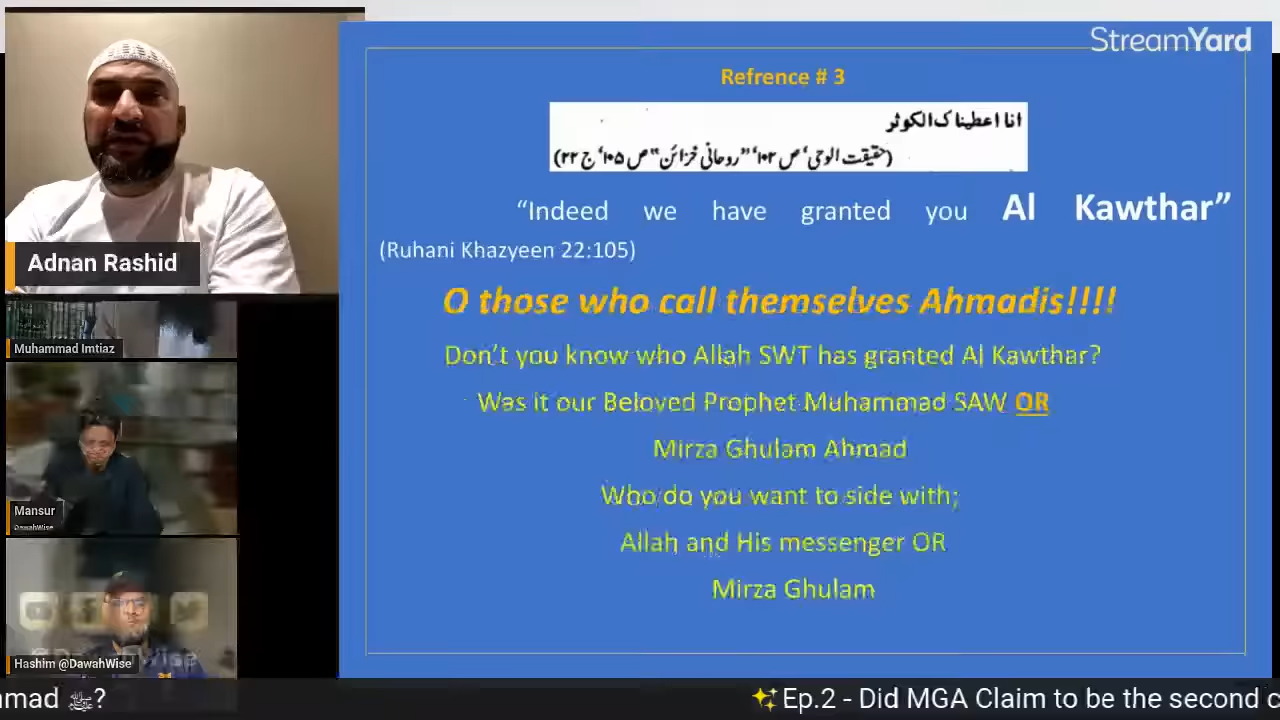 StreamYard
Refrence # 3
انا اعطیناک الکوثر
(حقیقت الوحی‘ ص ۱۰۲‘ ”روحانی خزائن“ ص ۱۰۵‘ ج ۲۲)
“Indeed we have granted you Al Kawthar”
(Ruhani Khazyeen 22:105)
O those who call themselves Ahmadis!!!!
Don’t you know who Allah SWT has granted Al Kawthar?
Was it our Beloved Prophet Muhammad SAW OR
Mirza Ghulam Ahmad
Who do you want to side with;
Allah and His messenger OR
Mirza Ghulam
Adnan Rashid
Muhammad Imtiaz
Mansur
DawahWise
Hashim @DawahWise
mmad ﷺ?
✨Ep.2 - Did MGA Claim to be the second c